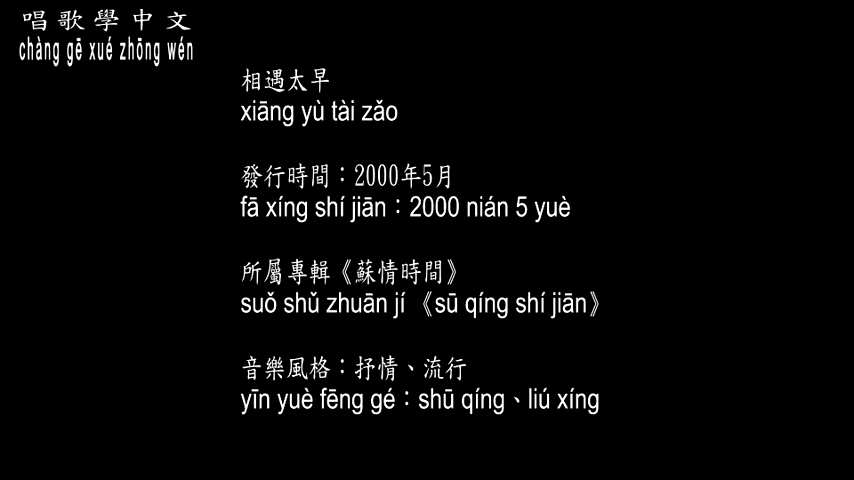 唱歌學中文
chàng gē xué zhōng wén
相遇太早
xiāng yù tài zǎo
發行時間：2000年5月
fā xíng shí jiān：2000 nián 5 yuè
所屬專輯《蘇情時間》
suǒ shǔ zhuān jí 《sū qíng shí jiān》
音樂風格：抒情、流行
yīn yuè fēng gé：shū qíng、liú xíng